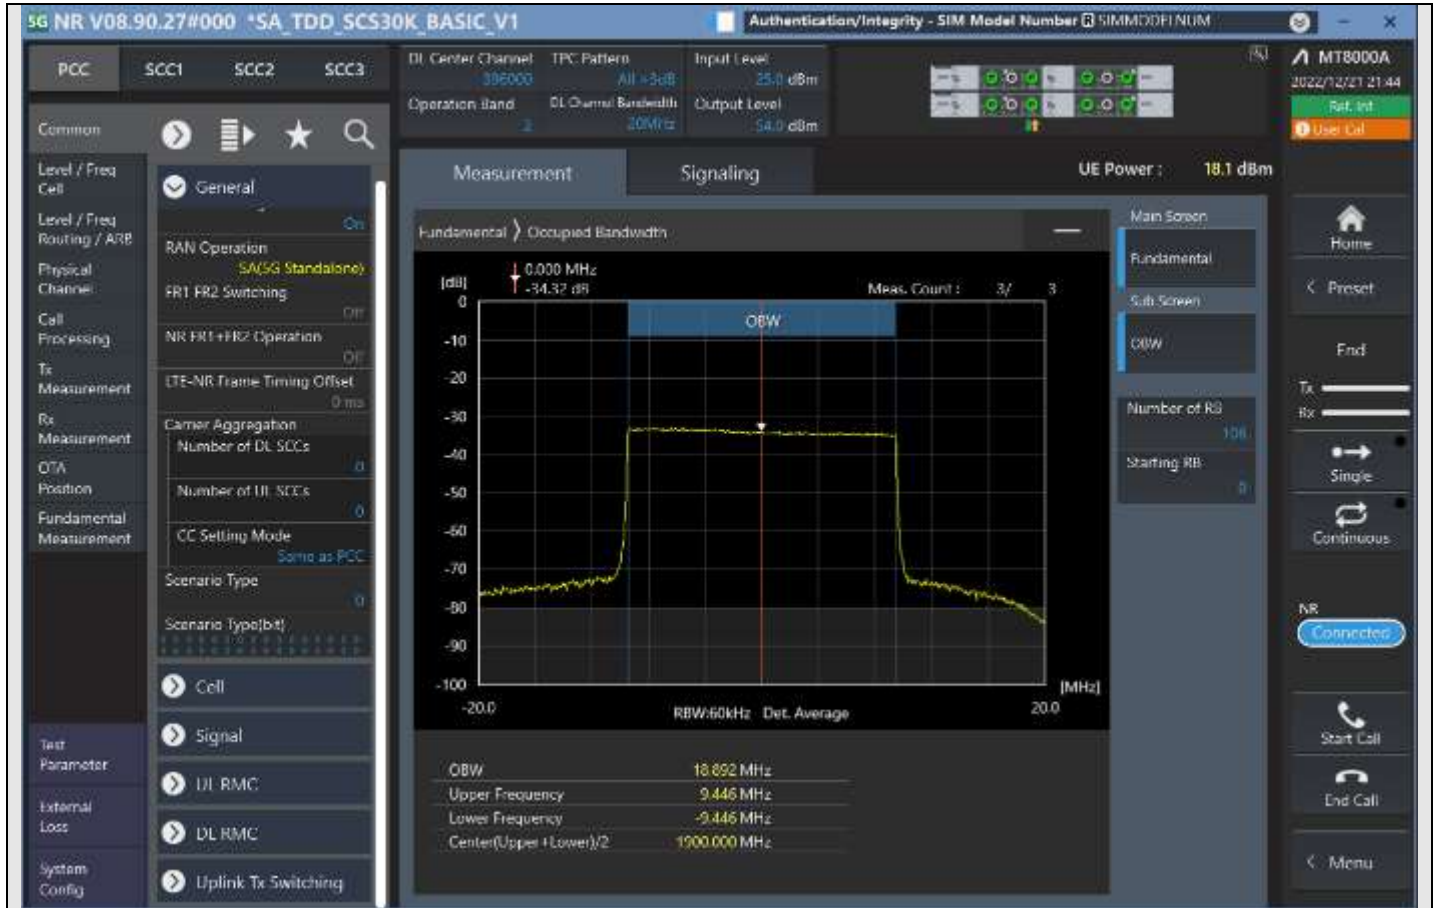 5G NR V08.90.27#000 *SA_TDD_SCS30K_BASIC_V1
Authentication/Integrity - SIM Model Number R SIMMODELNUM
PCC SCC1 SCC2 SCC3
DL Center Channel
396000
TPC Pattern
All +3dB
Input Level
25.0 dBm
Operation Band
2
DL Channel Bandwidth
20MHz
Output Level
-54.0 dBm
MT8000A
2022/12/21 21:44
Ref. Int
User Cal
Common
Level / Freq
Cell
Level / Freq
Routing / ARB
Physical
Channel
Call
Processing
Tx
Measurement
Rx
Measurement
OTA
Position
Fundamental
Measurement
Test
Parameter
External
Loss
System
Config
General
On
RAN Operation
SA(5G Standalone)
FR1 FR2 Switching
Off
NR FR1+FR2 Operation
Off
LTE-NR Frame Timing Offset
0 ms
Carrier Aggregation
Number of DL SCCs
0
Number of UL SCCs
0
CC Setting Mode
Same as PCC
Scenario Type
0
Scenario Type(bit)
Cell
Signal
UL RMC
DL RMC
Uplink Tx Switching
Measurement
Signaling
UE Power : 18.1 dBm
Fundamental > Occupied Bandwidth
[dB]
0.000 MHz
-34.32 dB
Meas. Count : 3/ 3
OBW
0
-10
-20
-30
-40
-50
-60
-70
-80
-90
-100
-20.0
20.0
[MHz]
RBW:60kHz Det. Average
OBW 18.892 MHz
Upper Frequency 9.446 MHz
Lower Frequency -9.446 MHz
Center(Upper+Lower)/2 1900.000 MHz
Main Screen
Fundamental
Sub Screen
OBW
Number of RB
106
Starting RB
0
Home
< Preset
End
Tx
Rx
Single
Continuous
NR
Connected
Start Call
End Call
< Menu